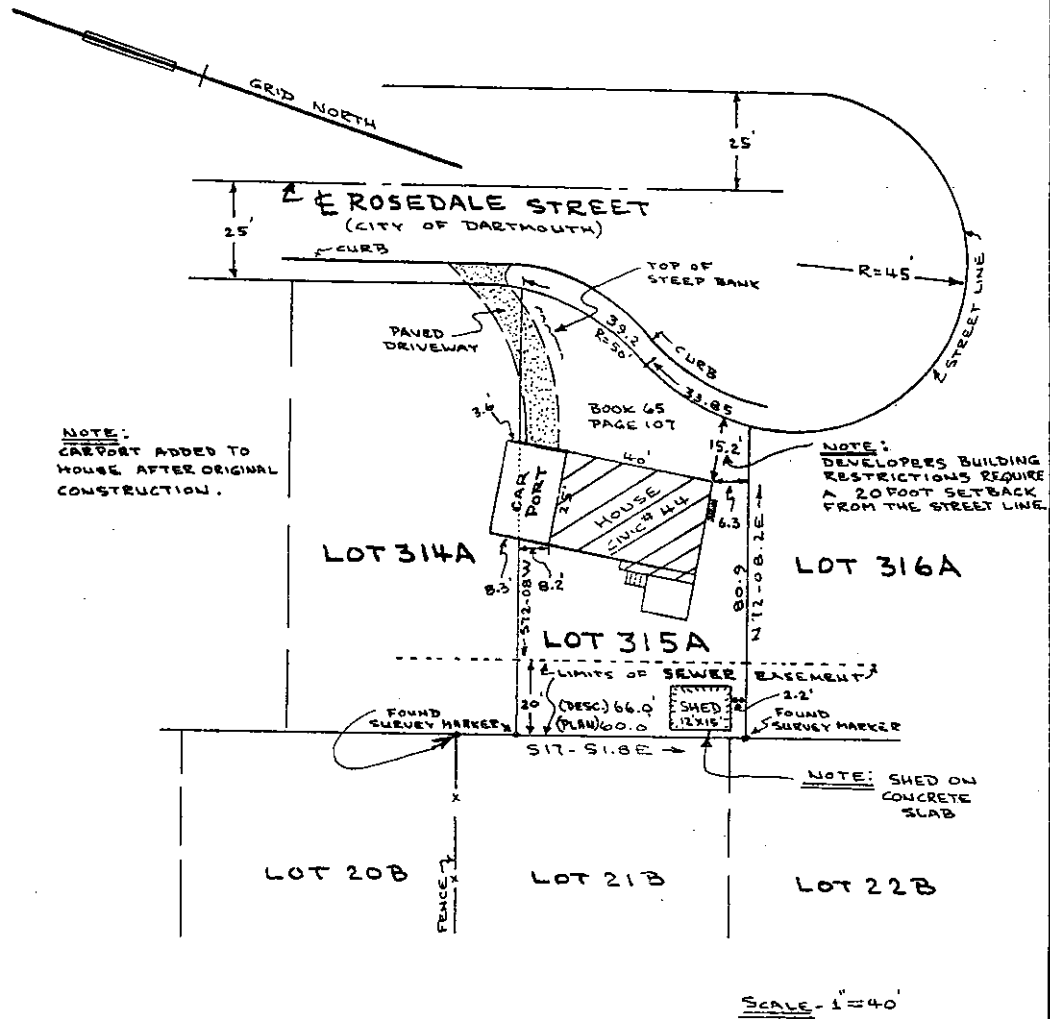 GRID NORTH
25'
25'
℄ ROSEDALE STREET
(CITY OF DARTMOUTH)
CURB
R=45'
STREET LINE
TOP OF
STEEP BANK
PAVED
DRIVEWAY
39.2
R=50'
CURB
33.85
BOOK 65
PAGE 107
3.6'
40'
15.2'
NOTE:
CARPORT ADDED TO
HOUSE AFTER ORIGINAL
CONSTRUCTION.
NOTE:
DEVELOPERS BUILDING
RESTRICTIONS REQUIRE
A 20 FOOT SETBACK
FROM THE STREET LINE
CAR
PORT
25'
HOUSE
CIVIC # 44
6.3
LOT 314A
8.3'
8.2'
S72-08W
80.9
N72-08.2E
LOT 316A
LOT 315A
LIMITS OF SEWER EASEMENT
20'
(DESC.) 66.0'
(PLAN) 60.0
SHED
12'X15'
2.2'
FOUND
SURVEY MARKER
FOUND
SURVEY MARKER
S17-51.8E
NOTE: SHED ON
CONCRETE
SLAB
LOT 20B
FENCE
LOT 21B
LOT 22B
SCALE - 1"=40'